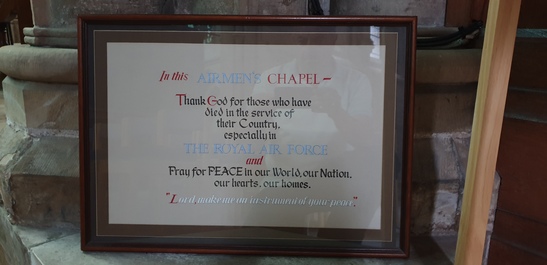 In this AIRMEN'S CHAPEL –
Thank God for those who have
died in the service of
their Country,
especially in
THE ROYAL AIR FORCE
and
Pray for PEACE in our World, our Nation,
our hearts, our homes.
"Lord make me an instrument of your peace"